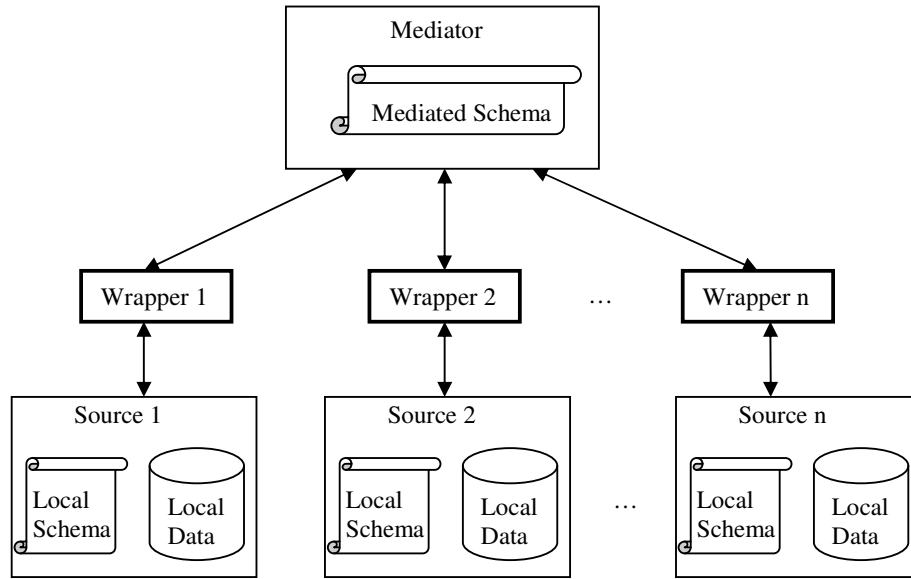 Mediator
Mediated Schema
Wrapper 1
Wrapper 2
…
Wrapper n
Source 1
Local
Schema
Local
Data
Source 2
Local
Schema
Local
Data
…
Source n
Local
Schema
Local
Data